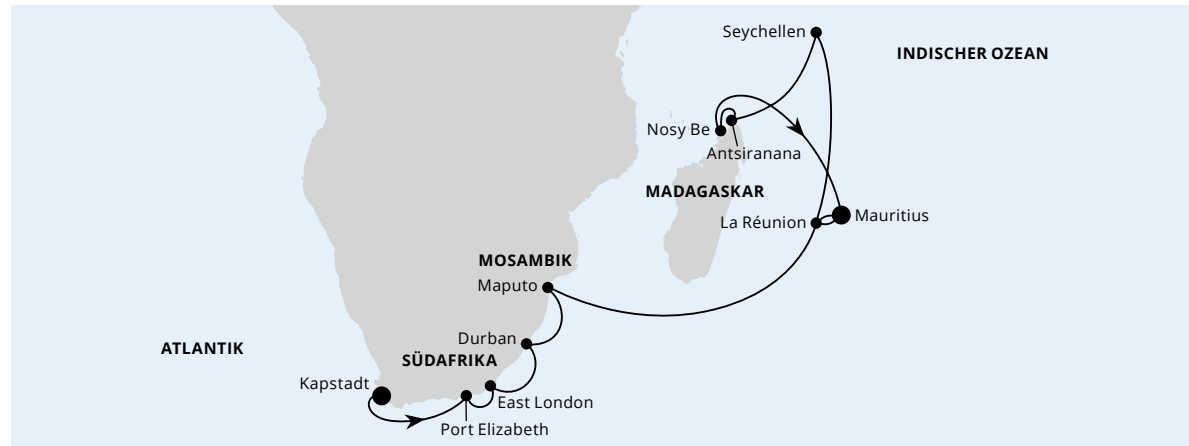 Seychellen
INDISCHER OZEAN
Nosy Be
Antsiranana
MADAGASKAR
La Réunion
Mauritius
MOSAMBIK
Maputo
Durban
ATLANTIK
SÜDAFRIKA
Kapstadt
East London
Port Elizabeth